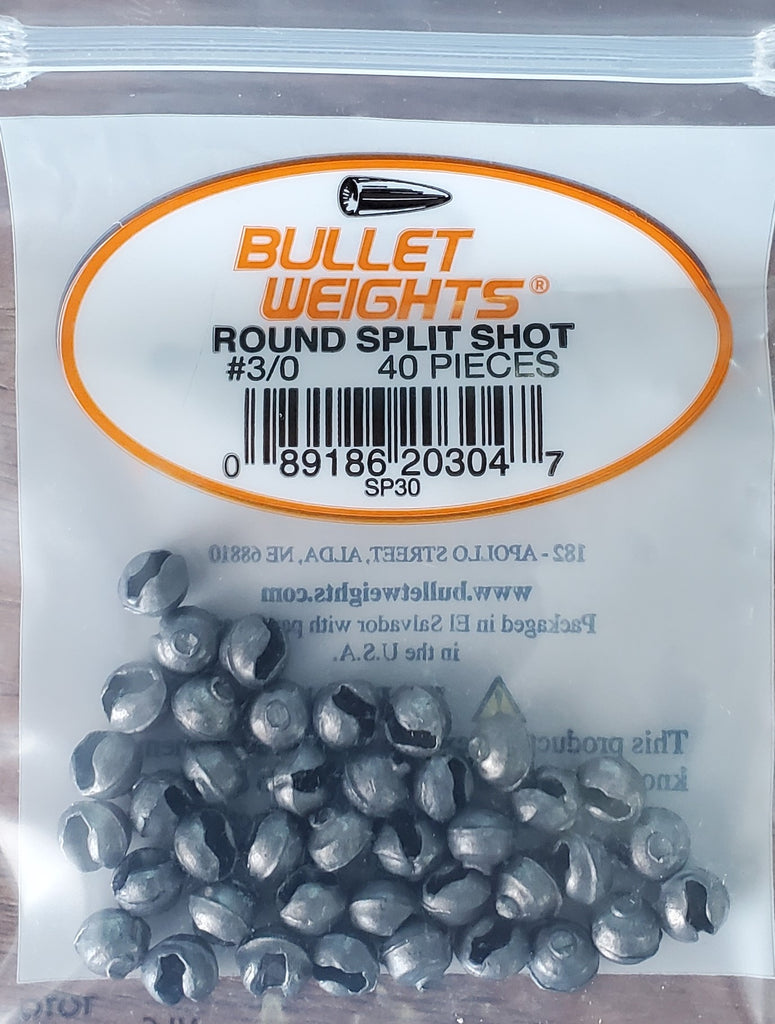 BULLET
WEIGHTS®
ROUND SPLIT SHOT
#3/0 40 PIECES
0 89186 20304 7
SP30
182 - APOLLO STREET, ALDA, NE 68810
www.bulletweights.com
Packaged in El Salvador with
in the U.S.A.
This product